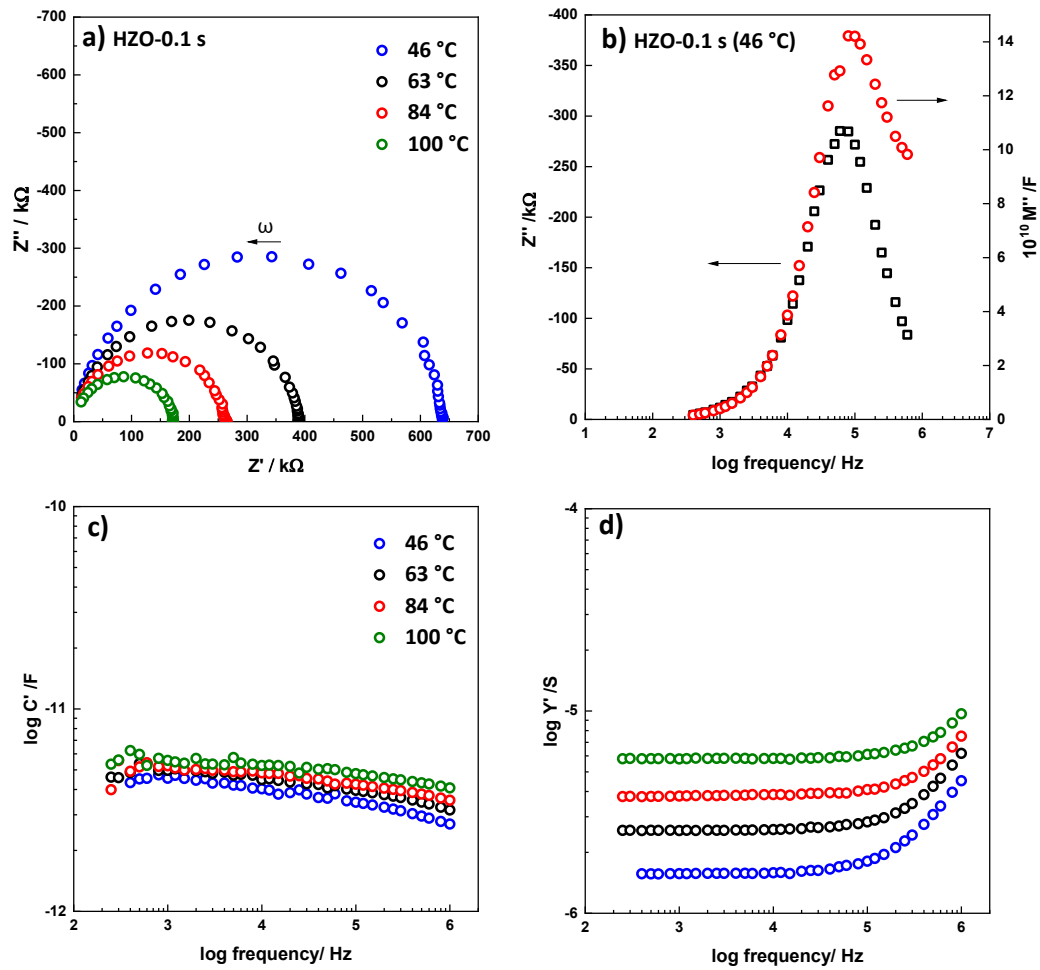 a) HZO-0.1 s
46 °C
63 °C
84 °C
100 °C
ω
-700
-600
-500
-400
-300
-200
-100
0
Z'' / kΩ
0 100 200 300 400 500 600 700
Z' / kΩ
b) HZO-0.1 s (46 °C)
-400
-350
-300
-250
-200
-150
-100
-50
0
Z'' /kΩ
14
12
10
8
6
4
2
0
10¹⁰ M'' /F
1 2 3 4 5 6 7
log frequency/ Hz
c)
46 °C
63 °C
84 °C
100 °C
-10
-11
-12
log C' /F
2 3 4 5 6
log frequency/ Hz
d)
-4
-5
-6
log Y' /S
2 3 4 5 6
log frequency/ Hz